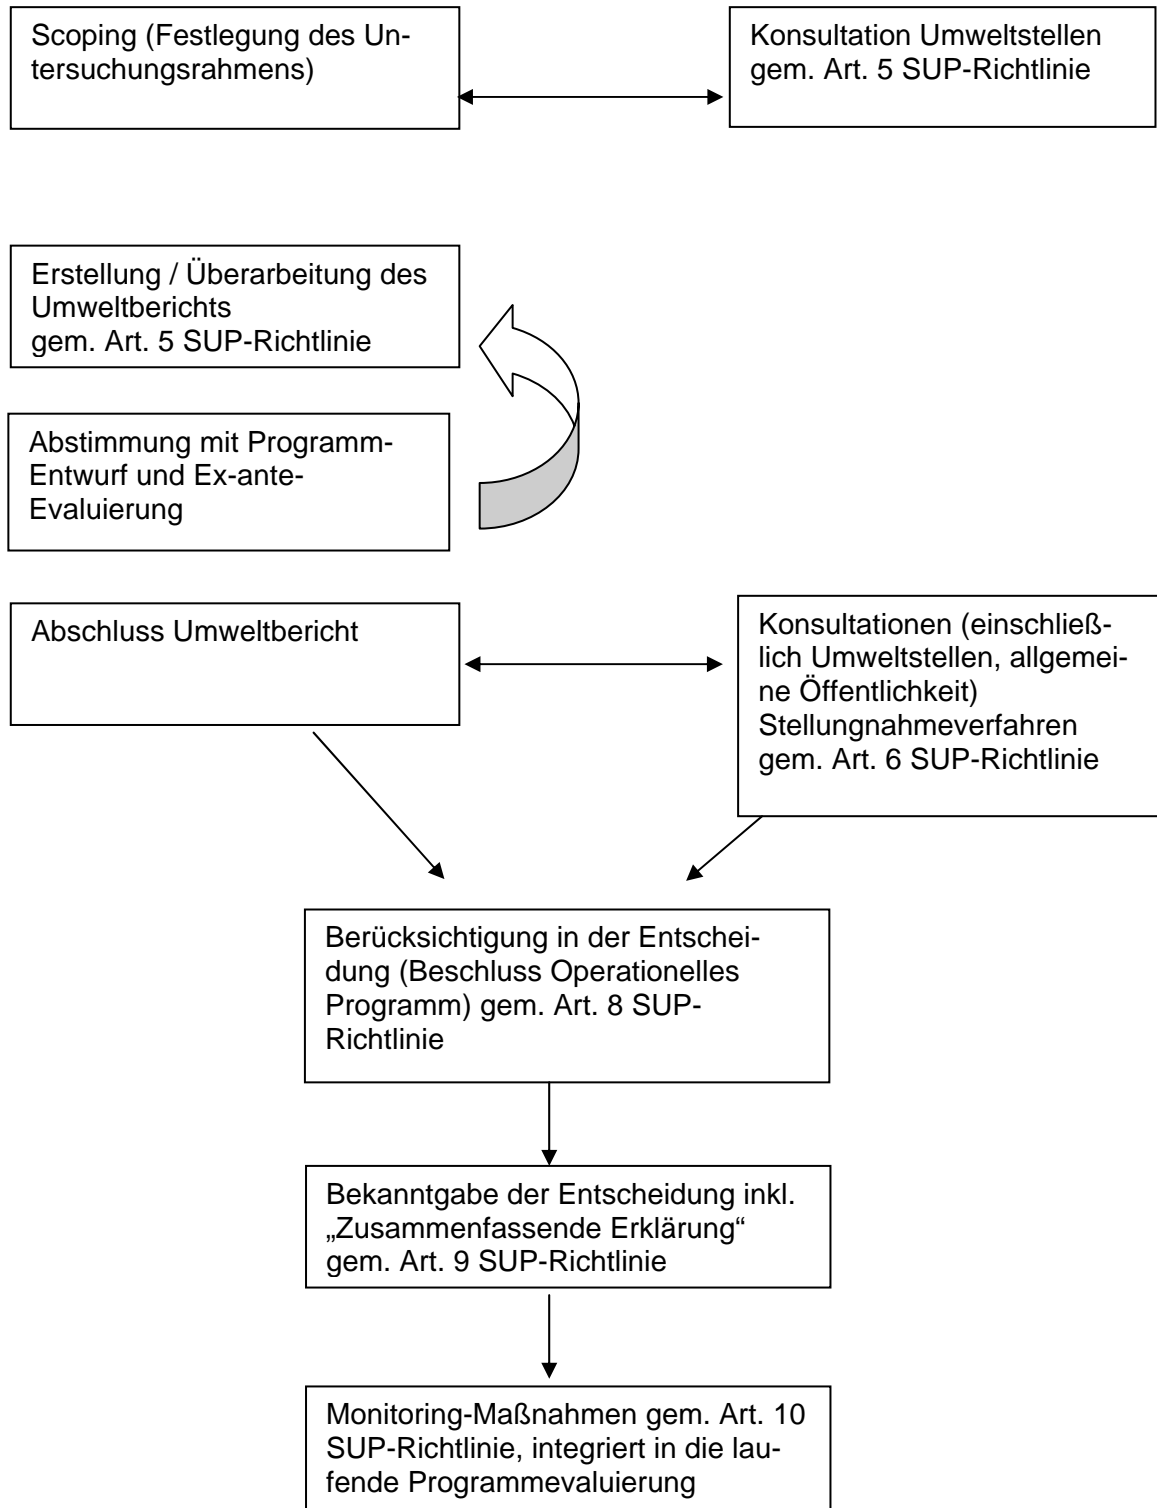 Scoping (Festlegung des Un-
tersuchungsrahmens)
Konsultation Umweltstellen
gem. Art. 5 SUP-Richtlinie
Erstellung / Überarbeitung des
Umweltberichts
gem. Art. 5 SUP-Richtlinie
Abstimmung mit Programm-
Entwurf und Ex-ante-
Evaluierung
Abschluss Umweltbericht
Konsultationen (einschließ-
lich Umweltstellen, allgemei-
ne Öffentlichkeit)
Stellungnahmeverfahren
gem. Art. 6 SUP-Richtlinie
Berücksichtigung in der Entschei-
dung (Beschluss Operationelles
Programm) gem. Art. 8 SUP-
Richtlinie
Bekanntgabe der Entscheidung inkl.
„Zusammenfassende Erklärung“
gem. Art. 9 SUP-Richtlinie
Monitoring-Maßnahmen gem. Art. 10
SUP-Richtlinie, integriert in die lau-
fende Programmevaluierung